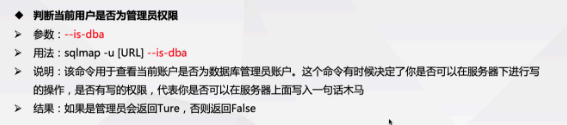 ◆ 判断当前用户是否为管理员权限
➢ 参数：--is-dba
➢ 用法：sqlmap -u [URL] --is-dba
➢ 说明：该命令用于查看当前账户是否为数据库管理员账户。这个命令有时候决定了你是否可以在服务器下进行写
的操作，是否有写的权限，代表你是否可以在服务器上面写入一句话木马
➢ 结果：如果是管理员会返回Ture，否则返回False